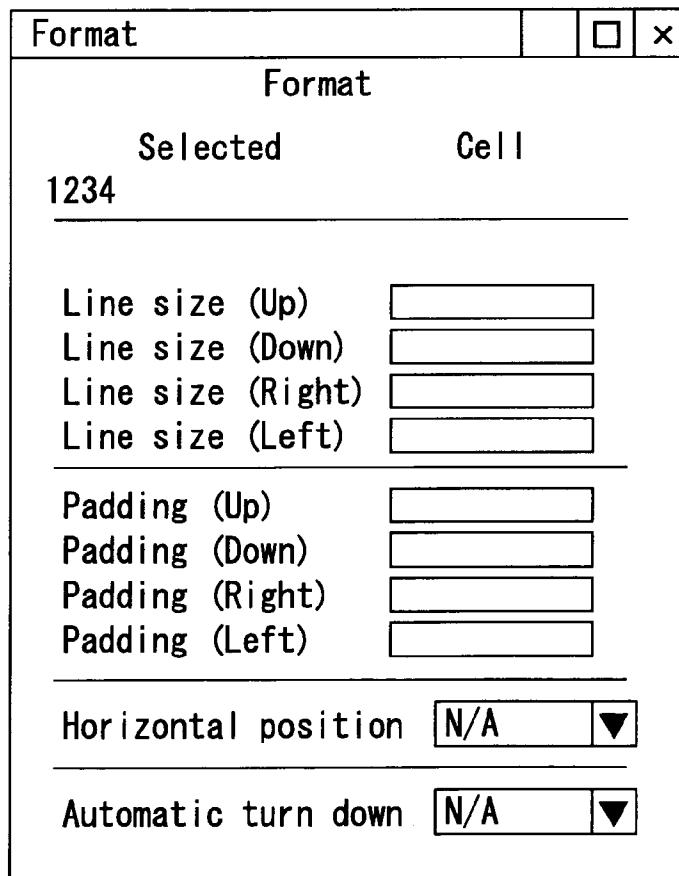 Format
Format
Selected Cell
1234
Line size (Up)
Line size (Down)
Line size (Right)
Line size (Left)
Padding (Up)
Padding (Down)
Padding (Right)
Padding (Left)
Horizontal position N/A
Automatic turn down N/A